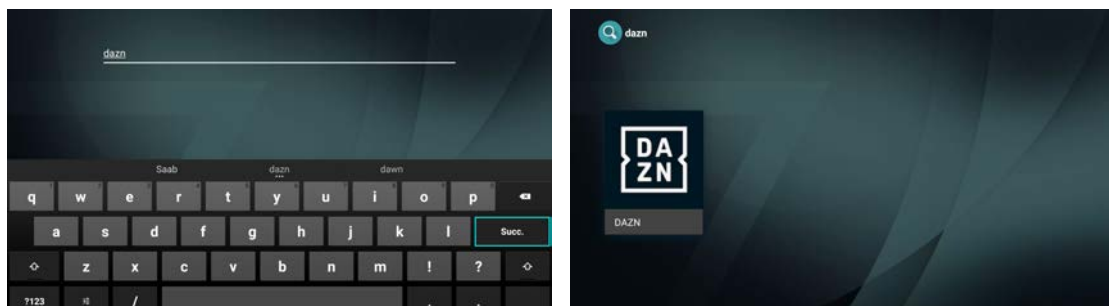 dazn
Saab dazn dawn
q w e r t y u i o p
a s d f g h j k l Succ.
z x c v b n m ! ?
?123 /
dazn
DA
ZN
DAZN